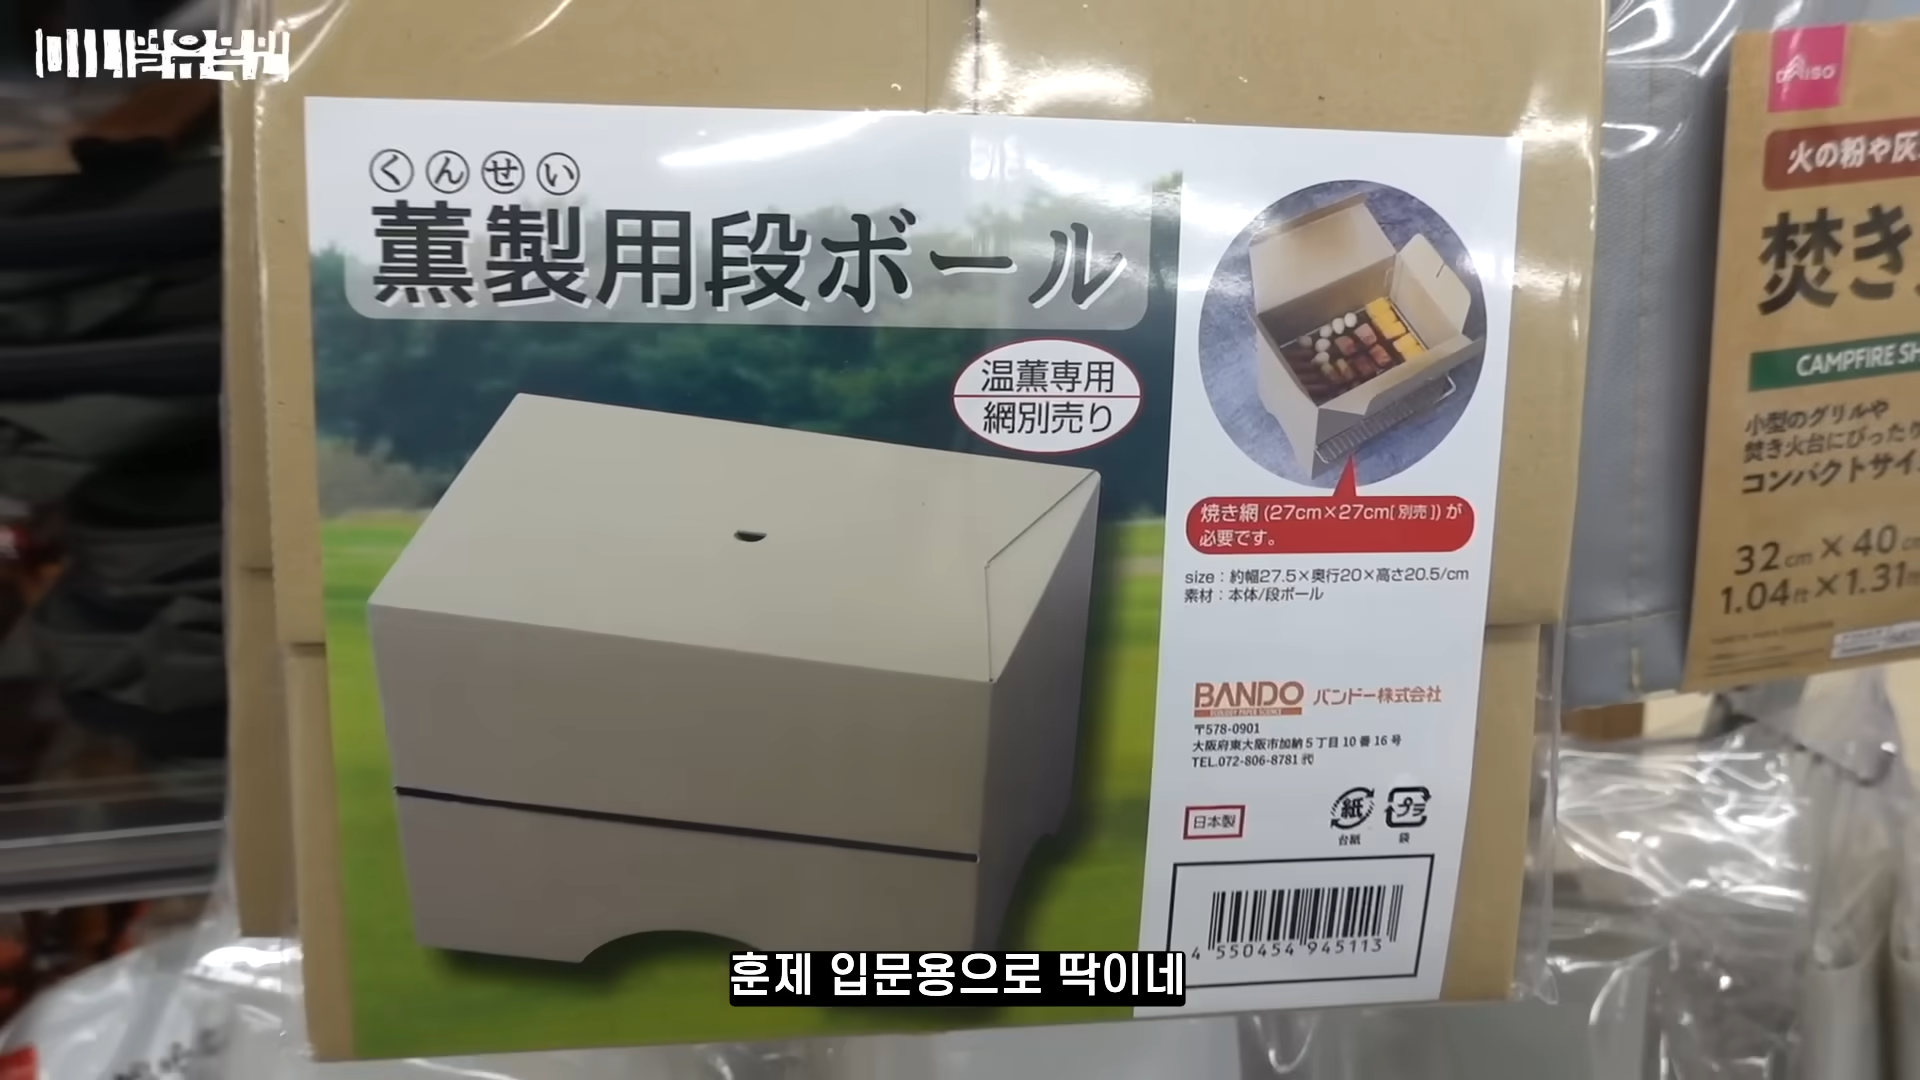 くんせい
薫製用段ボール
温薫専用
網別売り
焼き網(27cm×27cm[別売])が
必要です。
size：約幅27.5×奥行20×高さ20.5/cm
素材：本体/段ボール
BANDO バンドー株式会社
〒578-0901
大阪府東大阪市加納5丁目10番16号
TEL.072-806-8781 ㈹
日本製
紙
台紙
プラ
袋
4 550454 945113
DAISO
火の粉や灰
焚き
CAMPFIRE SH
小型のグリルや
焚き火台にぴったり
コンパクトサイ
32cm×40cm
1.04ft×1.31
훈제 입문용으로 딱이네